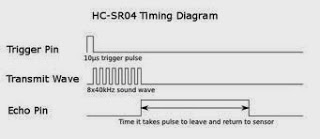 HC-SR04 Timing Diagram
Trigger Pin
10μs trigger pulse
Transmit Wave
8x40kHz sound wave
Echo Pin
Time it takes pulse to leave and return to sensor